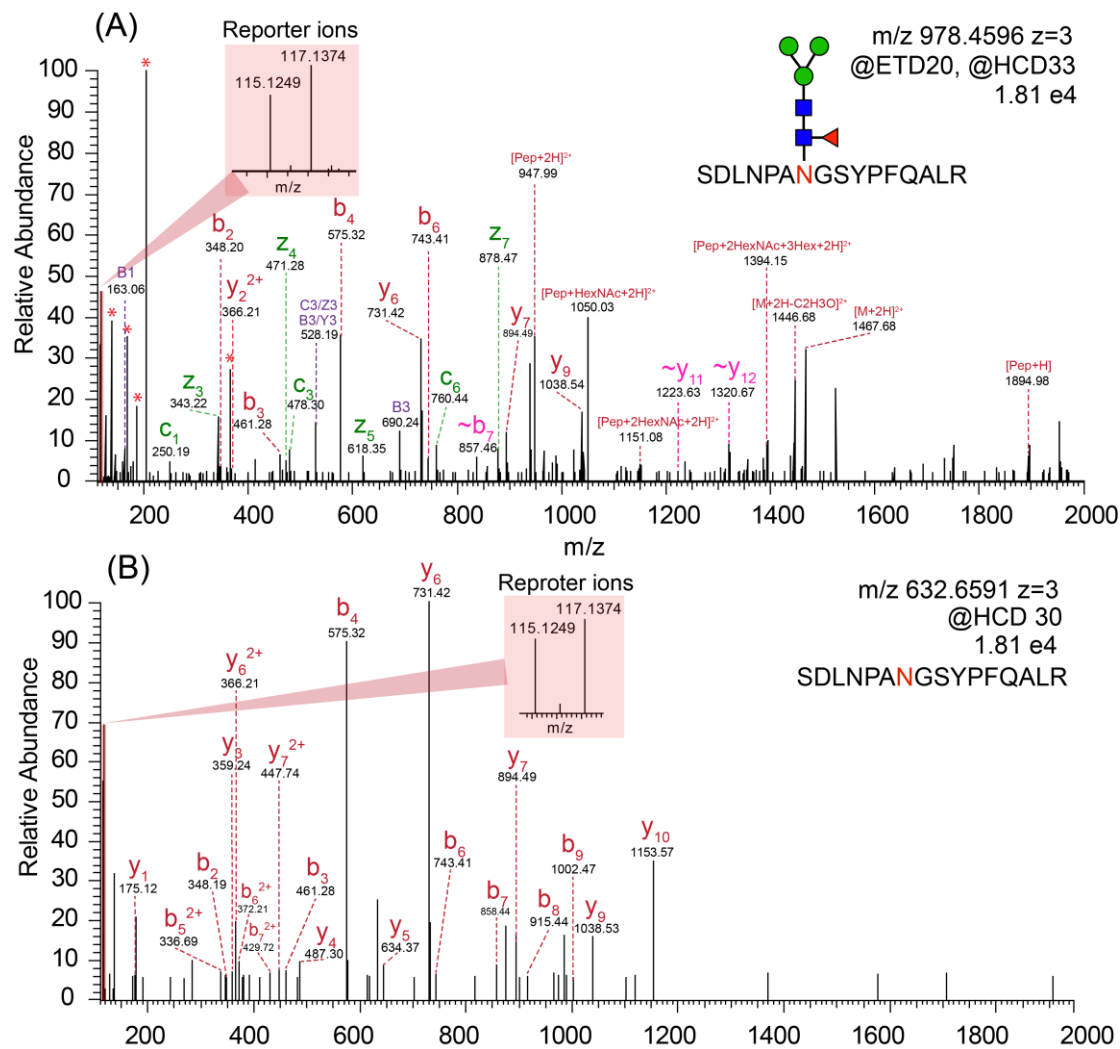 (A)
Reporter ions
117.1374
115.1249
m/z
m/z 978.4596 z=3
@ETD20, @HCD33
1.81 e4
SDLNPANGSYPFQALR
Relative Abundance
100
90
80
70
60
50
40
30
20
10
0
*
*
*
*
*
B1
163.06
c1
250.19
z3
343.22
b2
348.20
y2 2+
366.21
b3
461.28
z4
471.28
c3
478.30
C3/Z3
B3/Y3
528.19
b4
575.32
z5
618.35
B3
690.24
y6
731.42
b6
743.41
c6
760.44
~b7
857.46
z7
878.47
y7
894.49
[Pep+2H]2+
947.99
y9
1038.54
[Pep+HexNAc+2H]2+
1050.03
[Pep+2HexNAc+2H]2+
1151.08
~y11
1223.63
~y12
1320.67
[Pep+2HexNAc+3Hex+2H]2+
1394.15
[M+2H-C2H3O]2+
1446.68
[M+2H]2+
1467.68
[Pep+H]
1894.98
200 400 600 800 1000 1200 1400 1600 1800 2000
m/z
(B)
Reproter ions
117.1374
115.1249
m/z
m/z 632.6591 z=3
@HCD 30
1.81 e4
SDLNPANGSYPFQALR
Relative Abundance
100
90
80
70
60
50
40
30
20
10
0
y1
175.12
b5 2+
336.69
b2
348.19
y3
359.24
y6 2+
366.21
b6 2+
372.21
b7 2+
429.72
y7 2+
447.74
b3
461.28
y4
487.30
b4
575.32
y5
634.37
y6
731.42
b6
743.41
b7
858.44
y7
894.49
b8
915.44
b9
1002.47
y9
1038.53
y10
1153.57
200 400 600 800 1000 1200 1400 1600 1800 2000